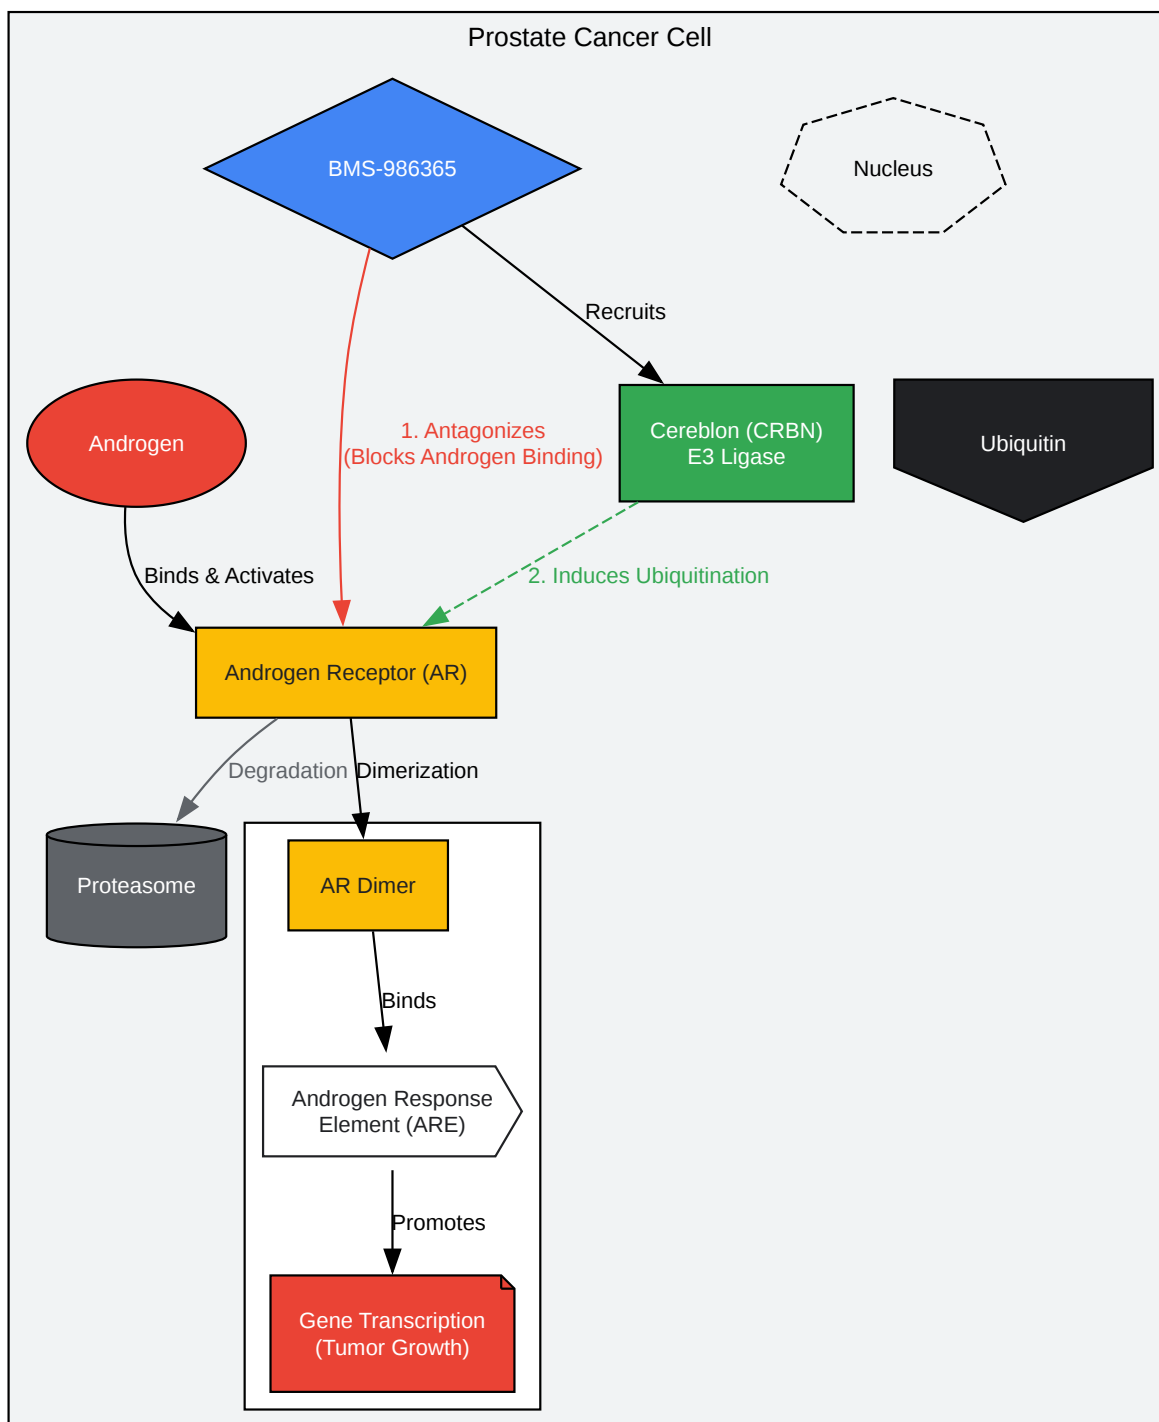 Prostate Cancer Cell
BMS-986365
Nucleus
Recruits
Androgen
1. Antagonizes
(Blocks Androgen Binding)
Cereblon (CRBN)
E3 Ligase
Ubiquitin
Binds & Activates
2. Induces Ubiquitination
Androgen Receptor (AR)
Degradation
Dimerization
Proteasome
AR Dimer
Binds
Androgen Response
Element (ARE)
Promotes
Gene Transcription
(Tumor Growth)